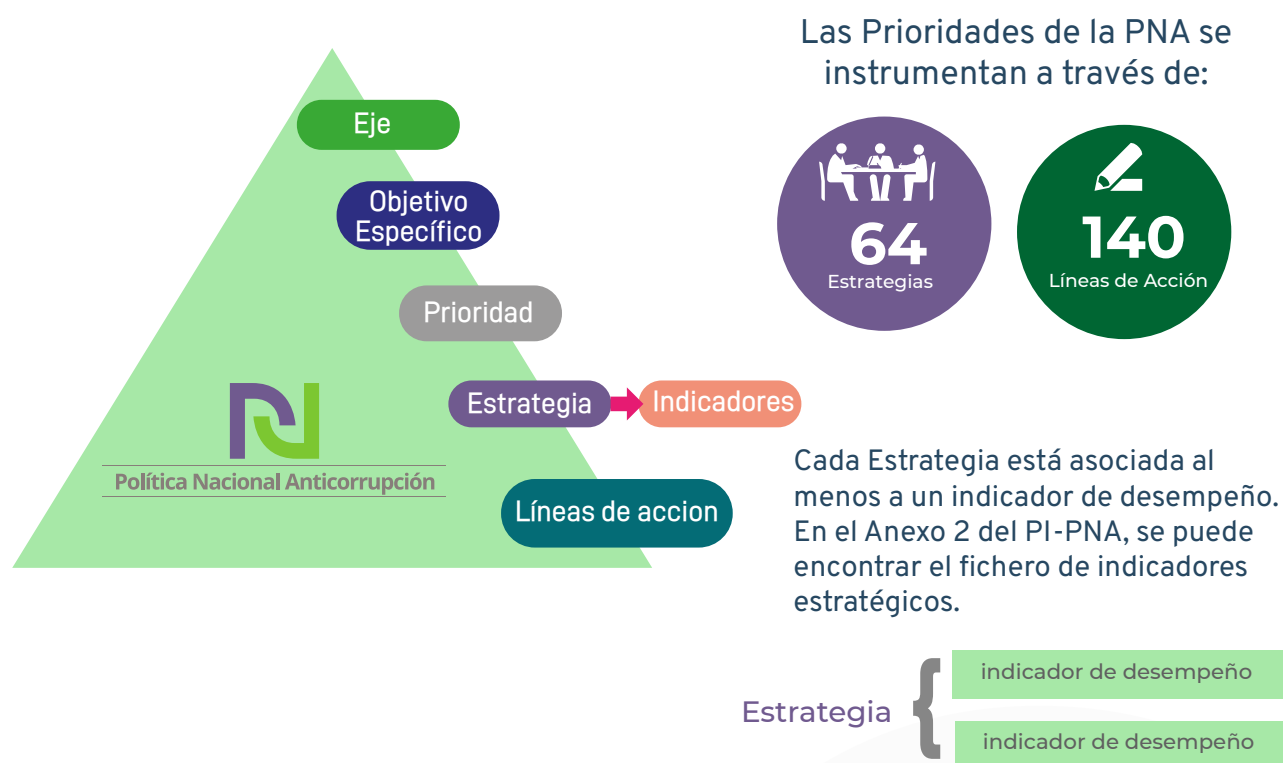 Las Prioridades de la PNA se
instrumentan a través de:
Eje
Objetivo
Específico
Prioridad
Estrategia
Indicadores
Líneas de accion
Política Nacional Anticorrupción
64
Estrategias
140
Líneas de Acción
Cada Estrategia está asociada al
menos a un indicador de desempeño.
En el Anexo 2 del PI-PNA, se puede
encontrar el fichero de indicadores
estratégicos.
Estrategia
indicador de desempeño
indicador de desempeño